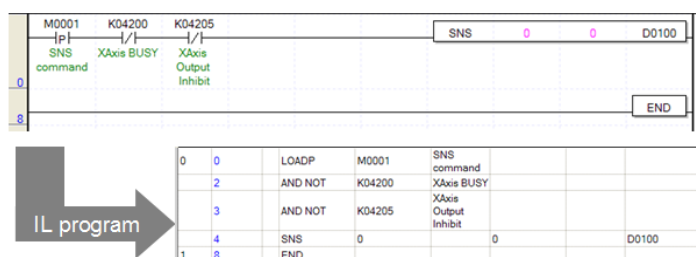 M0001 K04200 K04205
P
SNS 0 0 D0100
SNS command
XAxis BUSY
XAxis Output Inhibit
0
END
8
IL program
0 0 LOADP M0001 SNS command
2 AND NOT K04200 XAxis BUSY
3 AND NOT K04205 XAxis Output Inhibit
4 SNS 0 0 D0100
1 8 END